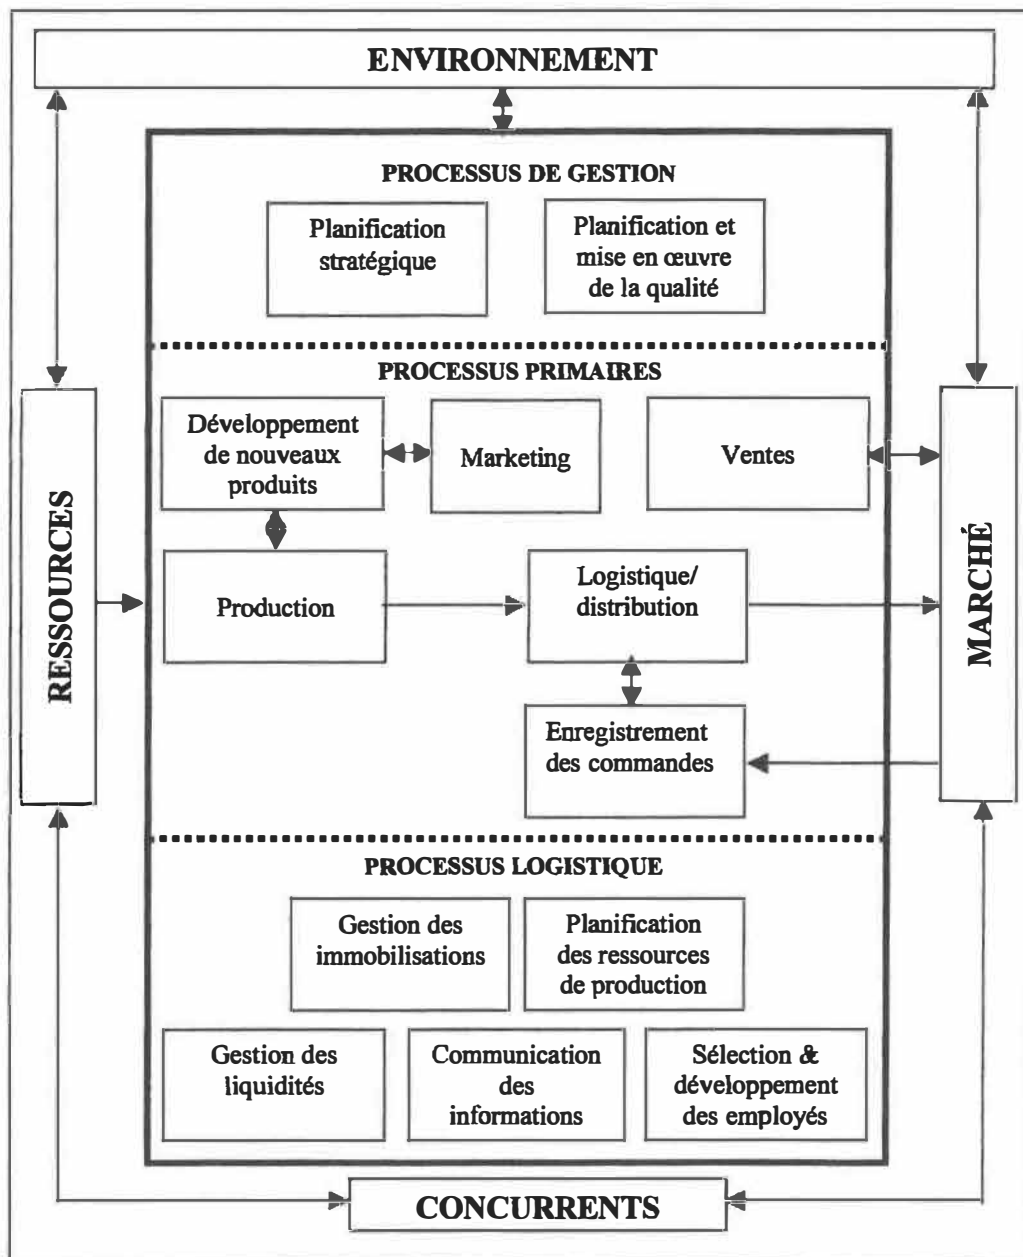 ENVIRONNEMENT
PROCESSUS DE GESTION
Planification
stratégique
Planification et
mise en œuvre
de la qualité
PROCESSUS PRIMAIRES
Développement
de nouveaux
produits
Marketing
Ventes
RESSOURCES
MARCHÉ
Production
Logistique/
distribution
Enregistrement
des commandes
PROCESSUS LOGISTIQUE
Gestion des
immobilisations
Planification
des ressources
de production
Gestion des
liquidités
Communication
des
informations
Sélection &
développement
des employés
CONCURRENTS